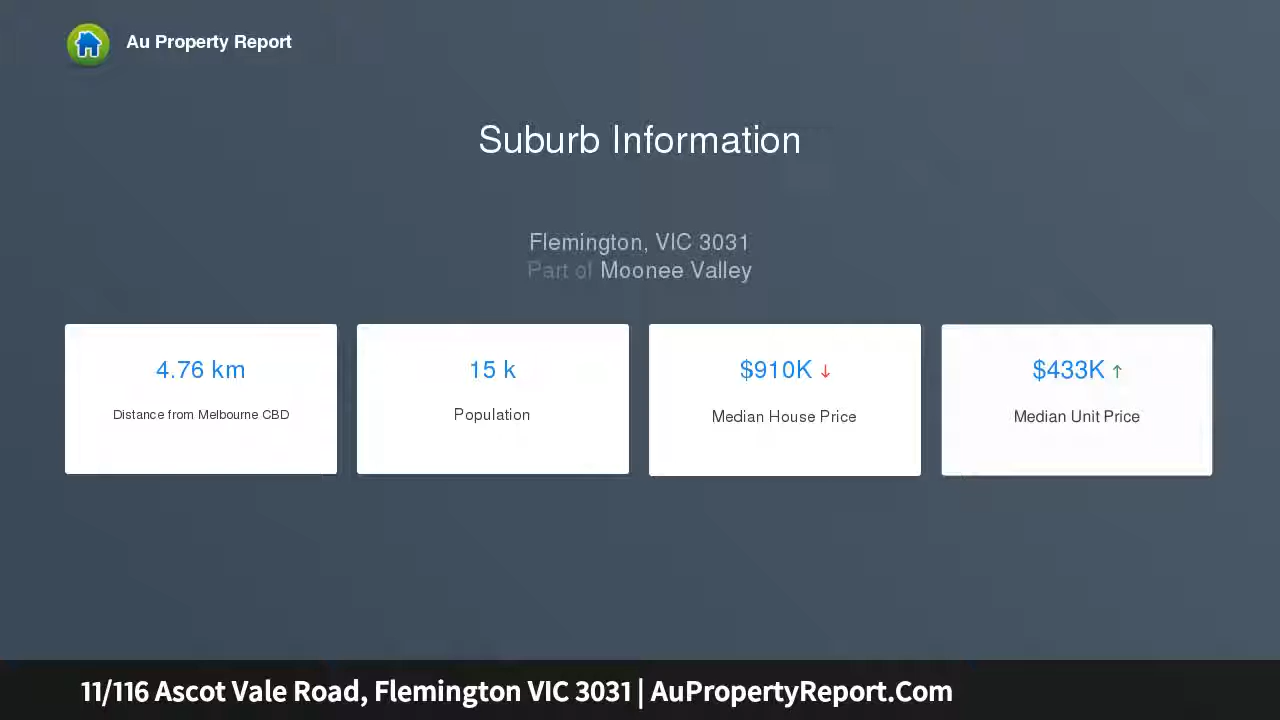 Au Property Report
Suburb Information
Flemington, VIC 3031
Part of Moonee Valley
4.76 km
Distance from Melbourne CBD
15 k
Population
$910K ↓
Median House Price
$433K ↑
Median Unit Price
11/116 Ascot Vale Road, Flemington VIC 3031 | AuPropertyReport.Com